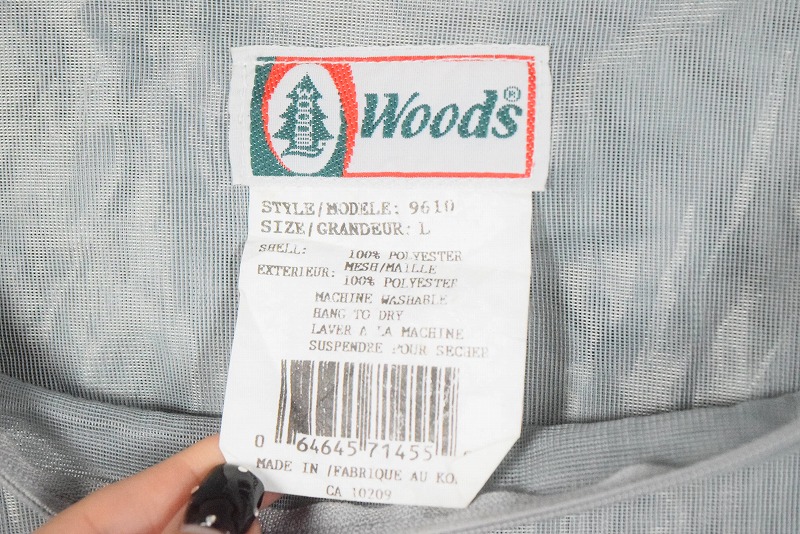 WOODS
Woods®
STYLE/MODELE: 9610
SIZE/GRANDEUR: L
SHELL: 100% POLYESTER
EXTERIEUR: MESH/MAILLE
100% POLYESTER
MACHINE WASHABLE
HANG TO DRY
LAVER A LA MACHINE
SUSPENDRE POUR SECHER
0 64645 71455
MADE IN /FABRIQUE AU KO.
CA 10209